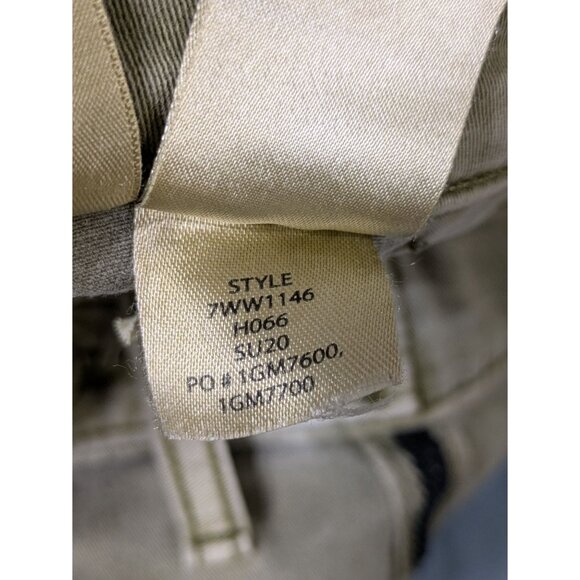 STYLE
7WW1146
H066
SU20
PO # 1GM7600,
1GM7700